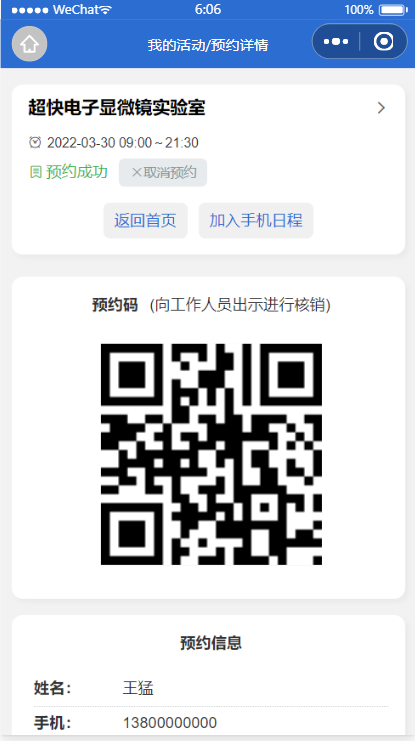 WeChat 6:06 100%
我的活动/预约详情
超快电子显微镜实验室
2022-03-30 09:00～21:30
预约成功 ×取消预约
返回首页 加入手机日程
预约码 (向工作人员出示进行核销)
预约信息
姓名： 王猛
手机： 13800000000